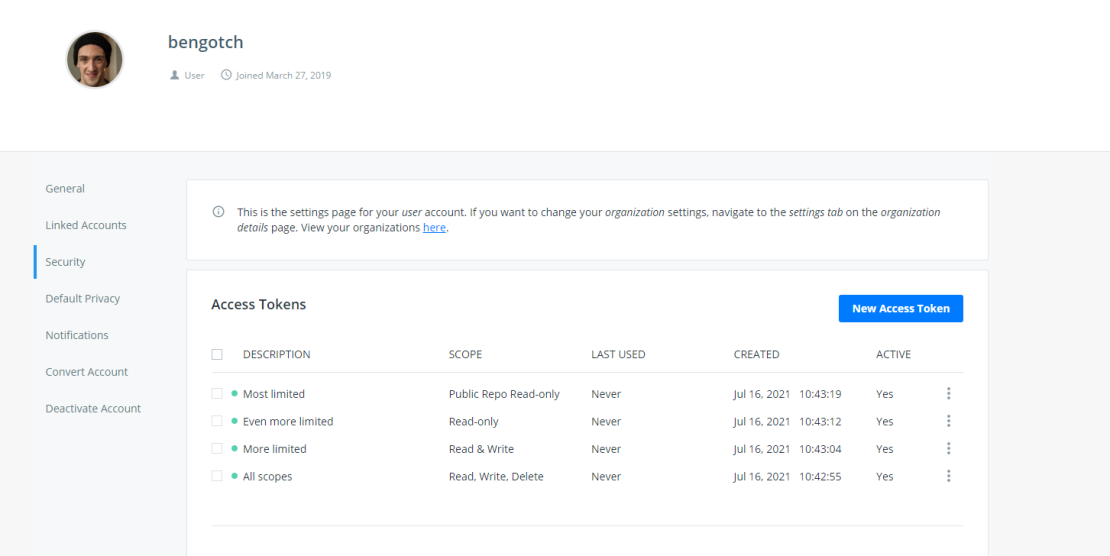 bengotch
User Joined March 27, 2019
General
Linked Accounts
Security
Default Privacy
Notifications
Convert Account
Deactivate Account
This is the settings page for your user account. If you want to change your organization settings, navigate to the settings tab on the organization
details page. View your organizations here.
Access Tokens
New Access Token
DESCRIPTION SCOPE LAST USED CREATED ACTIVE
Most limited Public Repo Read-only Never Jul 16, 2021 10:43:19 Yes
Even more limited Read-only Never Jul 16, 2021 10:43:12 Yes
More limited Read & Write Never Jul 16, 2021 10:43:04 Yes
All scopes Read, Write, Delete Never Jul 16, 2021 10:42:55 Yes